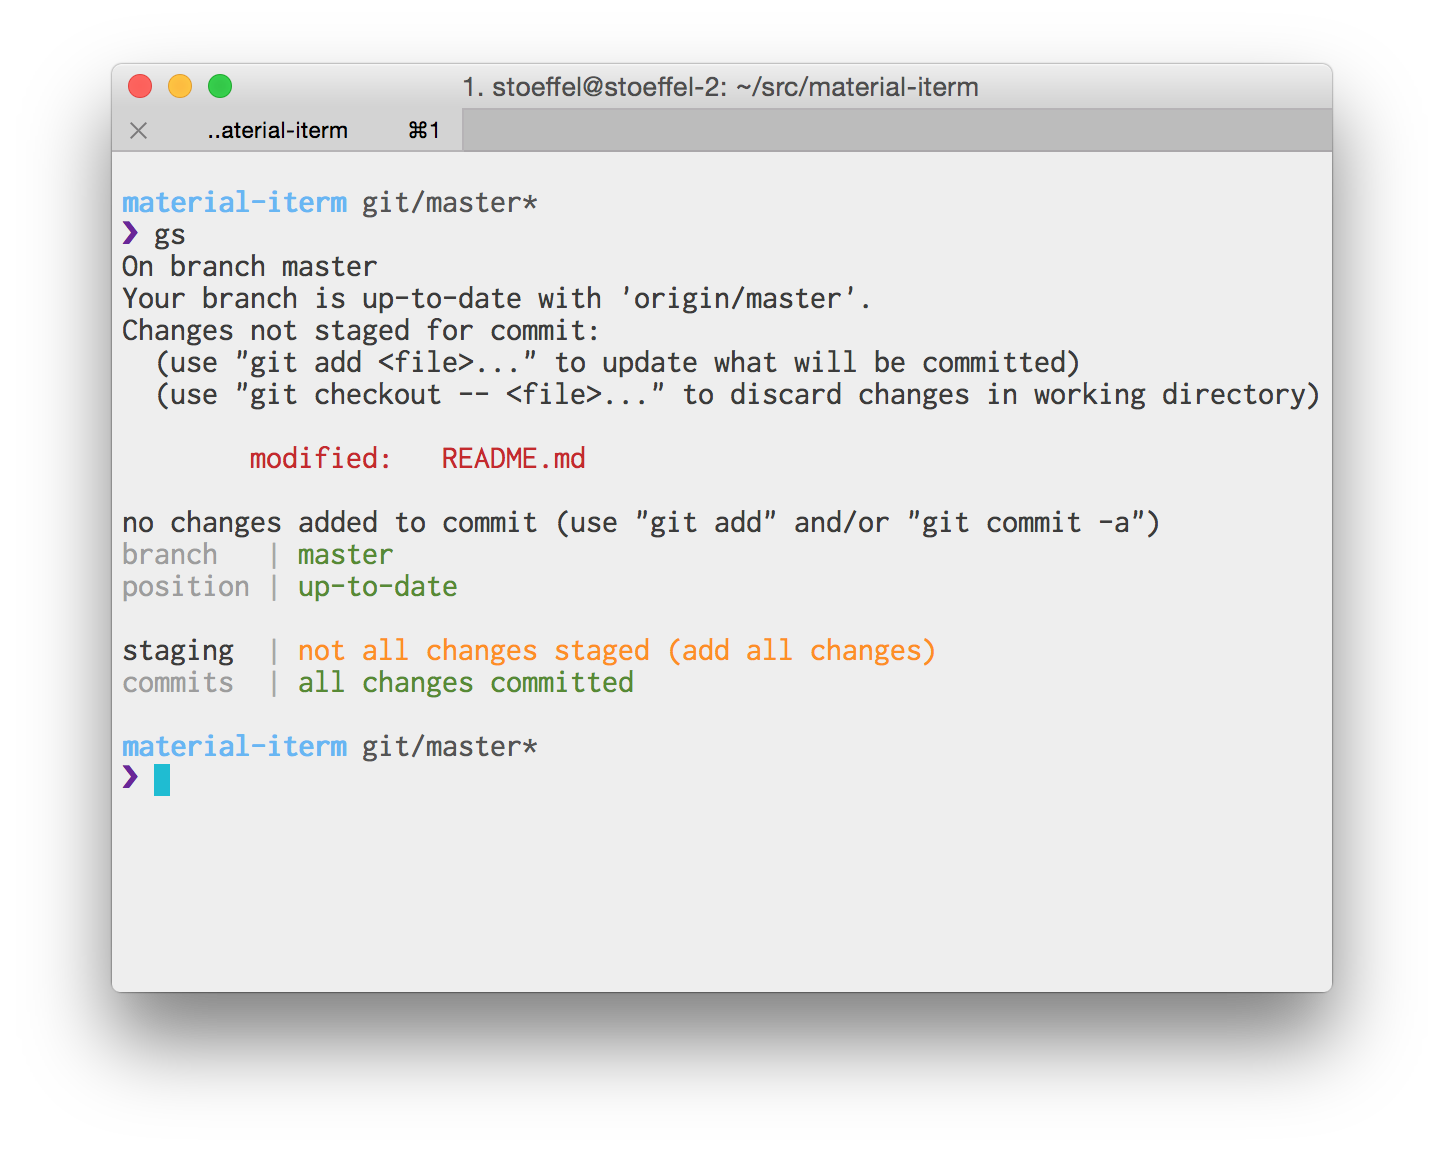 1. stoeffel@stoeffel-2: ~/src/material-iterm
..aterial-iterm ⌘1
material-iterm git/master*
❯ gs
On branch master
Your branch is up-to-date with 'origin/master'.
Changes not staged for commit:
  (use "git add <file>..." to update what will be committed)
  (use "git checkout -- <file>..." to discard changes in working directory)
        modified:   README.md
no changes added to commit (use "git add" and/or "git commit -a")
branch   | master
position | up-to-date
staging  | not all changes staged (add all changes)
commits  | all changes committed
material-iterm git/master*
❯